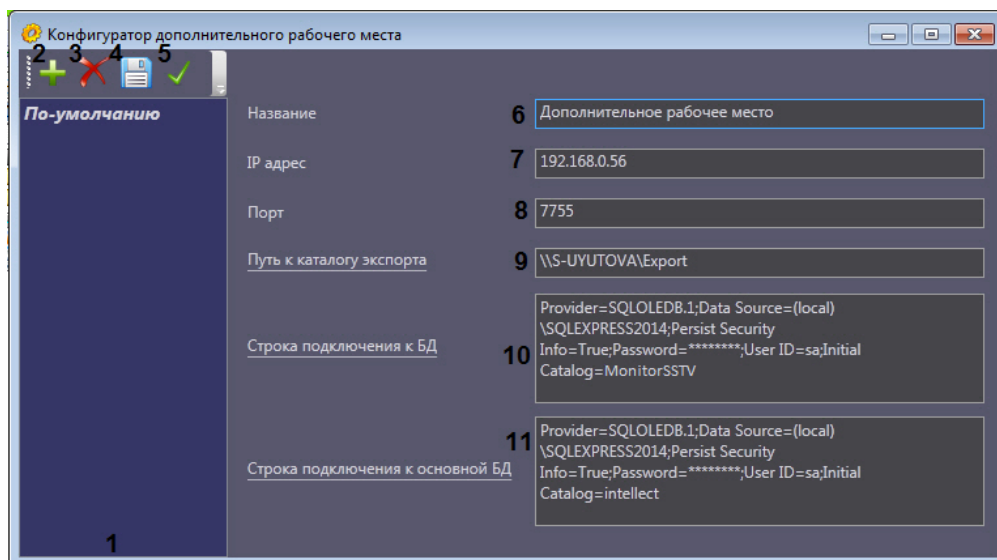 Конфигуратор дополнительного рабочего места
2 3 4 5
По-умолчанию
Название 6 Дополнительное рабочее место
IP адрес 7 192.168.0.56
Порт 8 7755
Путь к каталогу экспорта 9 \\S-UYUTOVA\Export
Строка подключения к БД 10
Provider=SQLOLEDB.1;Data Source=(local)
\SQLEXPRESS2014;Persist Security
Info=True;Password=********;User ID=sa;Initial
Catalog=MonitorSSTV
Строка подключения к основной БД 11
Provider=SQLOLEDB.1;Data Source=(local)
\SQLEXPRESS2014;Persist Security
Info=True;Password=********;User ID=sa;Initial
Catalog=intellect
1